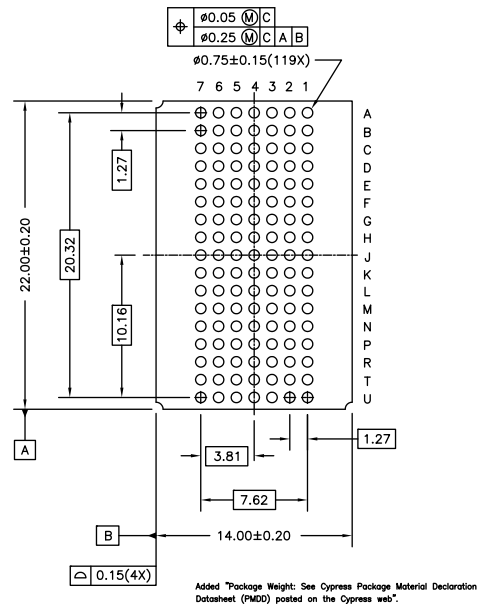 ⌖ ø0.05 Ⓜ C
ø0.25 Ⓜ C A B
ø0.75±0.15(119X)
7 6 5 4 3 2 1
A
B
C
D
E
F
G
H
J
K
L
M
N
P
R
T
U
1.27
20.32
22.00±0.20
10.16
A
1.27
3.81
7.62
B
14.00±0.20
⌓ 0.15(4X)
Added "Package Weight: See Cypress Package Material Declaration
Datasheet (PMDD) posted on the Cypress web".